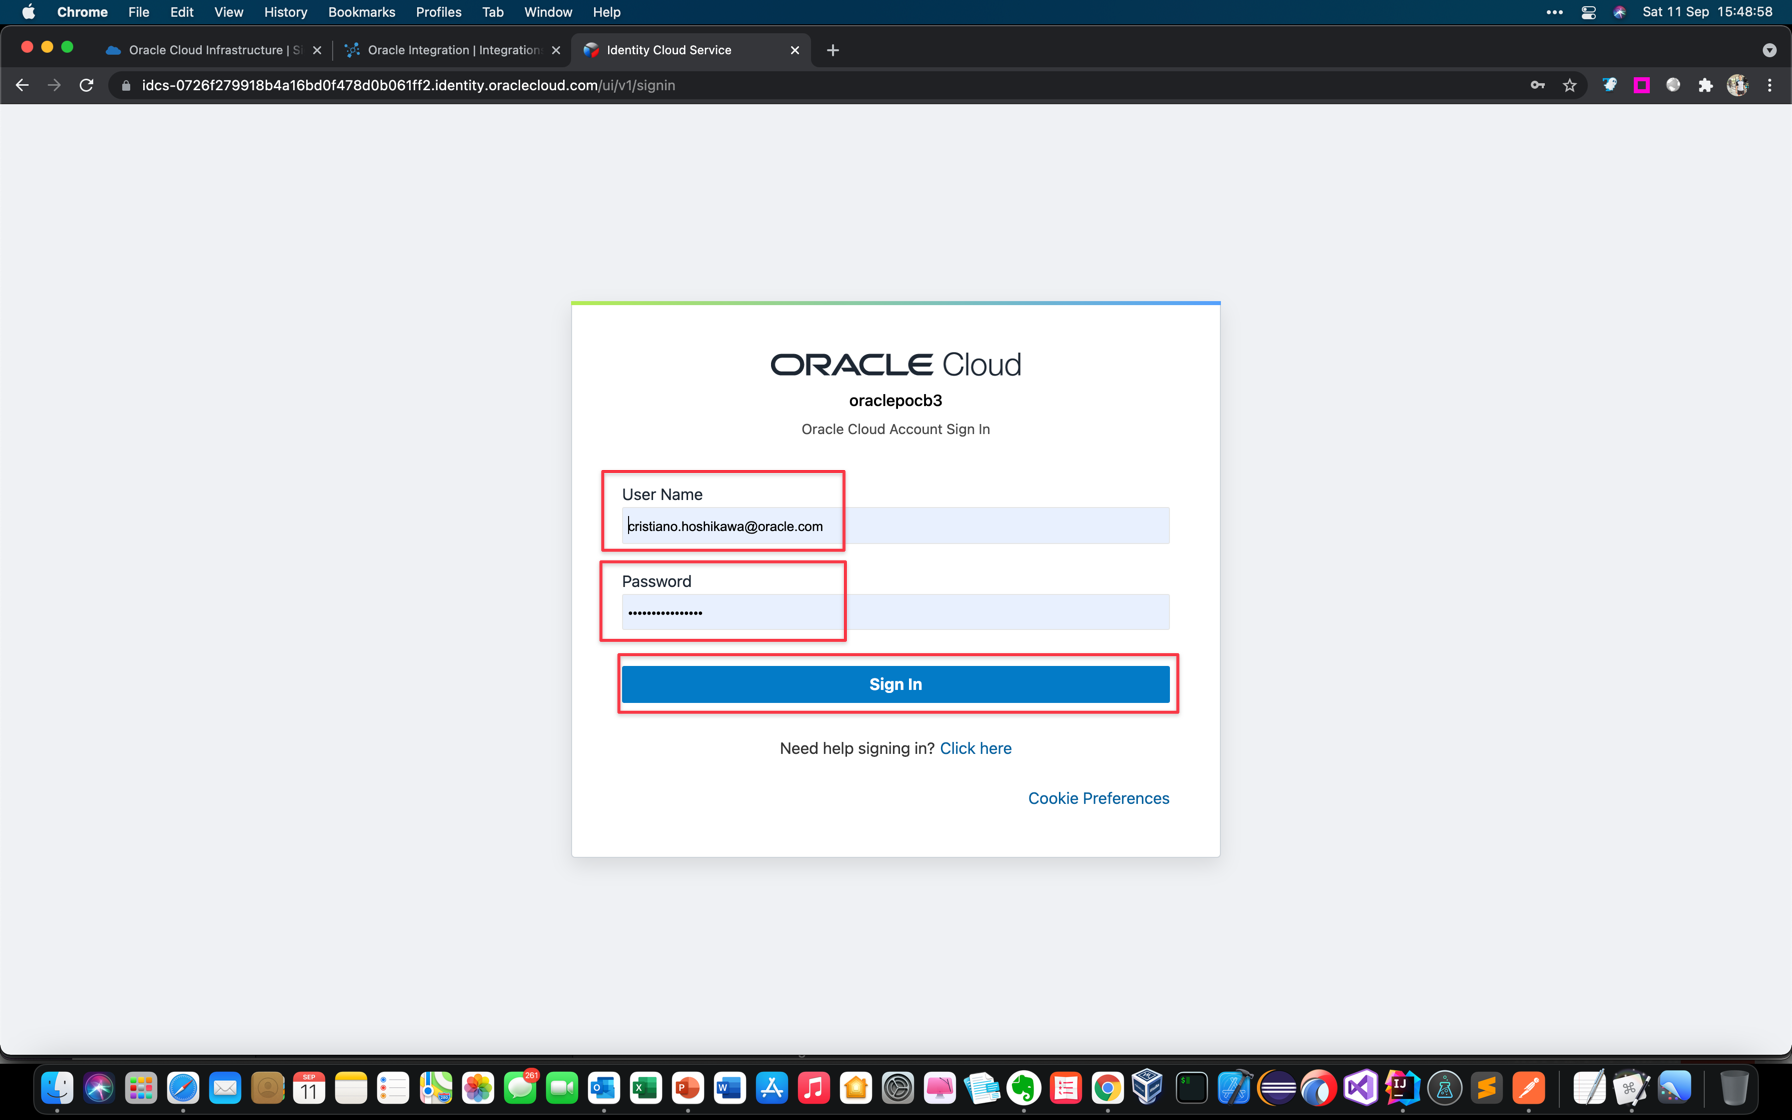 Chrome File Edit View History Bookmarks Profiles Tab Window Help
Sat 11 Sep 15:48:58
Oracle Cloud Infrastructure | Si
Oracle Integration | Integration
Identity Cloud Service
idcs-0726f279918b4a16bd0f478d0b061ff2.identity.oraclecloud.com/ui/v1/signin
ORACLE Cloud
oraclepocb3
Oracle Cloud Account Sign In
User Name
cristiano.hoshikawa@oracle.com
Password
••••••••••••••••
Sign In
Need help signing in? Click here
Cookie Preferences
SEP
11
261